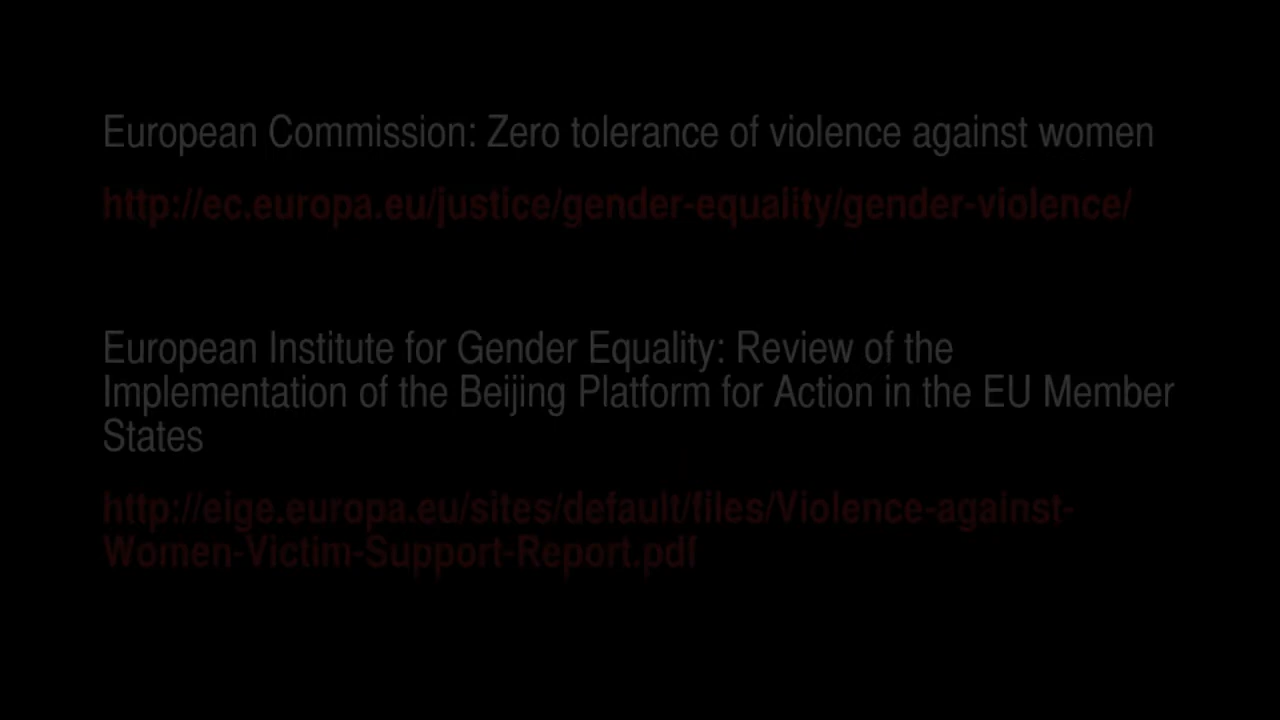 European Commission: Zero tolerance of violence against women
http://ec.europa.eu/justice/gender-equality/gender-violence/
European Institute for Gender Equality: Review of the
Implementation of the Beijing Platform for Action in the EU Member
States
http://eige.europa.eu/sites/default/files/Violence-against-
Women-Victim-Support-Report.pdf